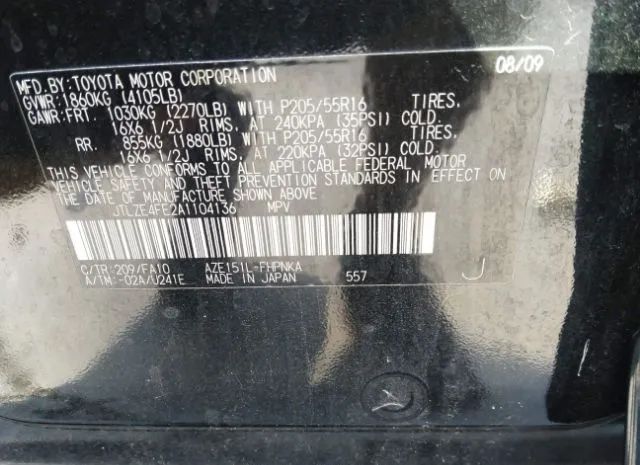 MFD.BY:TOYOTA MOTOR CORPORATION 08/09
GVWR:1860KG (4105LB)
GAWR:FRT. 1030KG (2270LB) WITH P205/55R16 TIRES.
16X6 1/2J RIMS, AT 240KPA (35PSI) COLD.
RR. 855KG (1880LB) WITH P205/55R16 TIRES.
16X6 1/2J RIMS, AT 220KPA (32PSI) COLD.
THIS VEHICLE CONFORMS TO ALL APPLICABLE FEDERAL MOTOR
VEHICLE SAFETY AND THEFT PREVENTION STANDARDS IN EFFECT ON
THE DATE OF MANUFACTURE SHOWN ABOVE.
JTLZE4FE2A1104136 MPV
C/TR:209/FA10 AZE151L-FHPNKA
A/TM:-02A/U241E MADE IN JAPAN 557 J